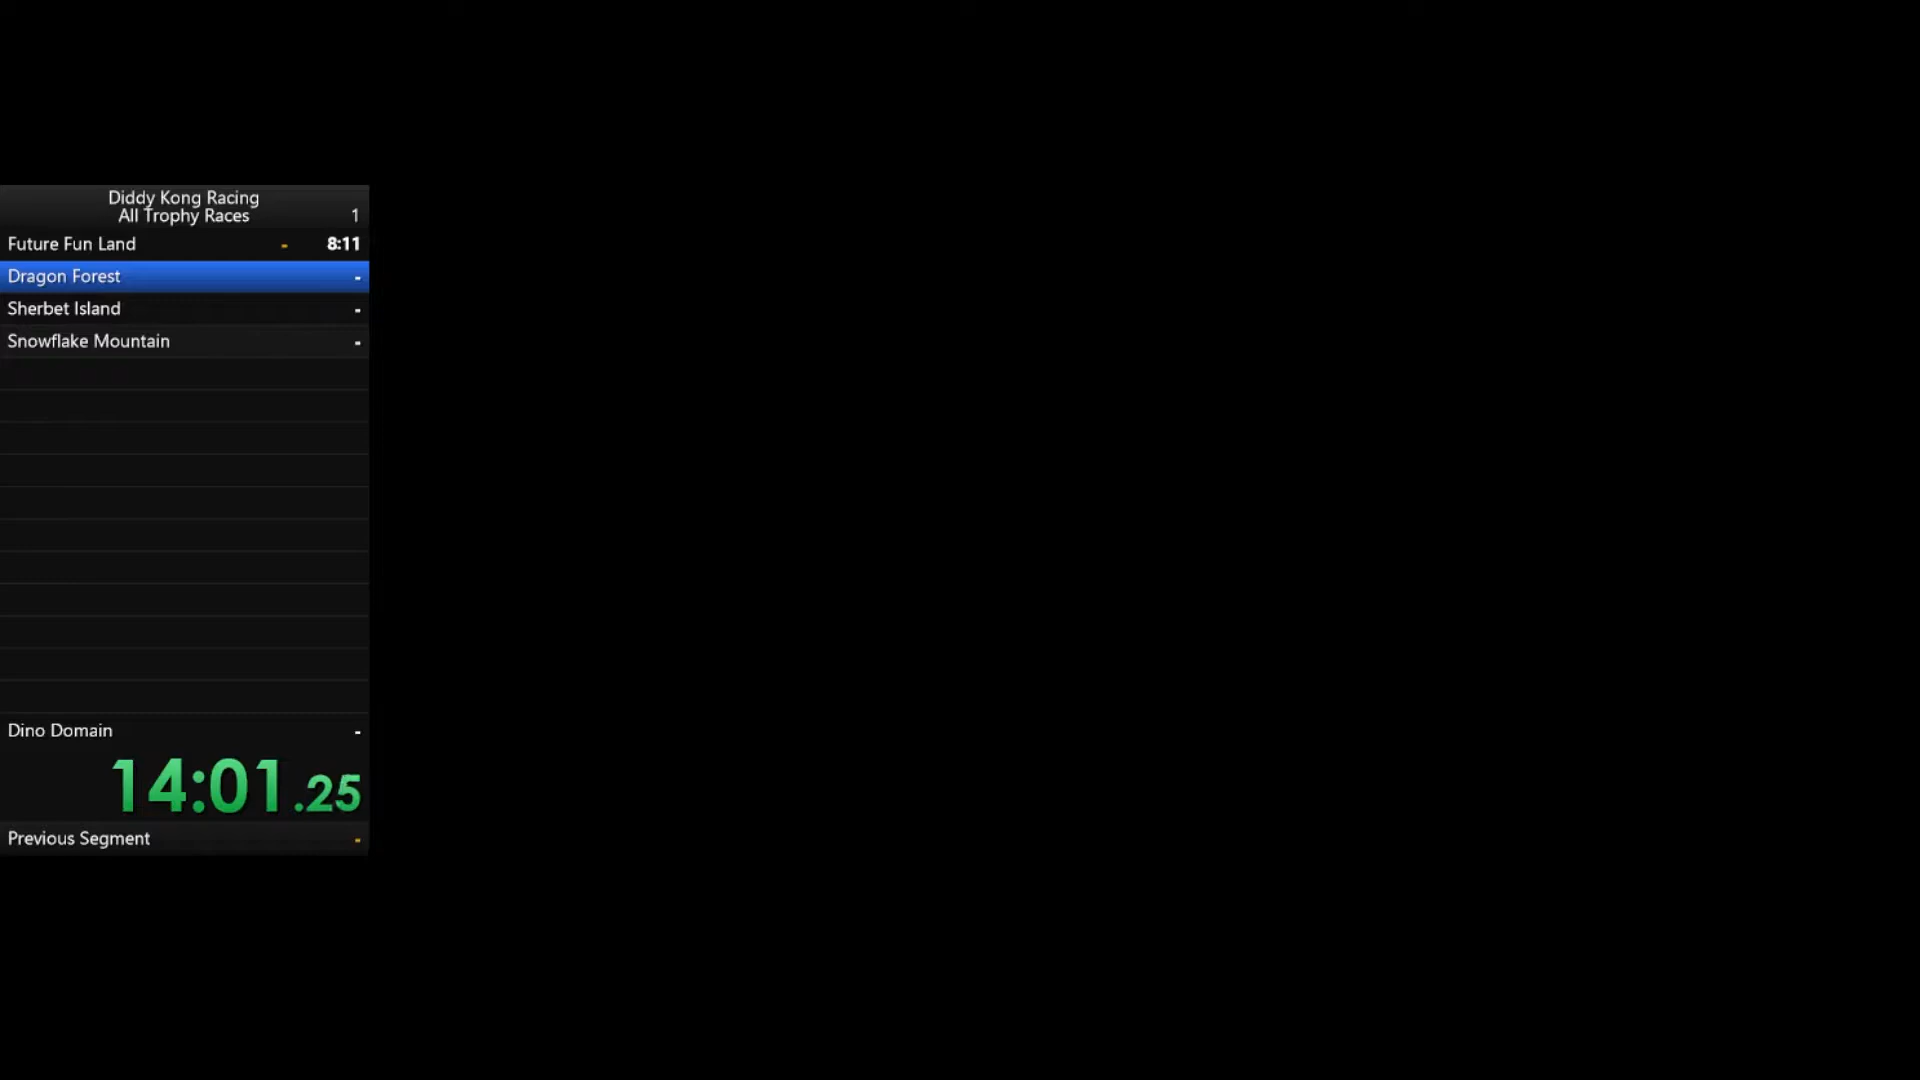 Diddy Kong Racing
All Trophy Races 1
Future Fun Land - 8:11
Dragon Forest -
Sherbet Island -
Snowflake Mountain -
Dino Domain -
14:01.25
Previous Segment -